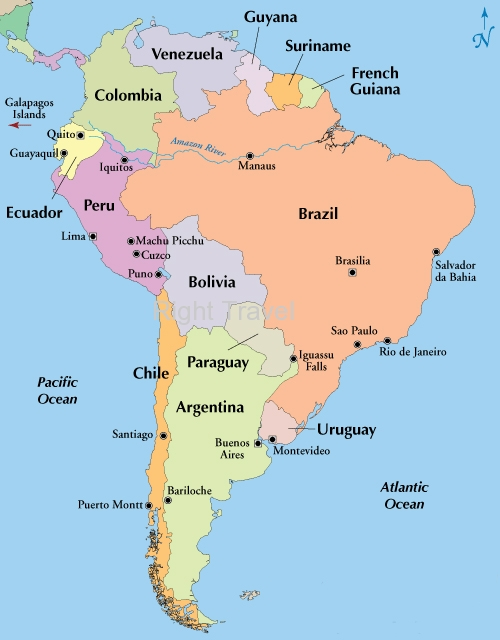 Guyana
N
Suriname
Venezuela
French
Guiana
Colombia
Galapagos
Islands
Quito
Guayaquil
Amazon River
Iquitos
Manaus
Ecuador
Peru
Brazil
Lima
Machu Picchu
Cuzco
Puno
Brasilia
Salvador
da Bahia
Bolivia
Right Travel
Sao Paulo
Rio de Janeiro
Paraguay
Iguassu
Falls
Chile
Pacific
Ocean
Argentina
Uruguay
Santiago
Buenos
Aires
Montevideo
Bariloche
Puerto Montt
Atlantic
Ocean